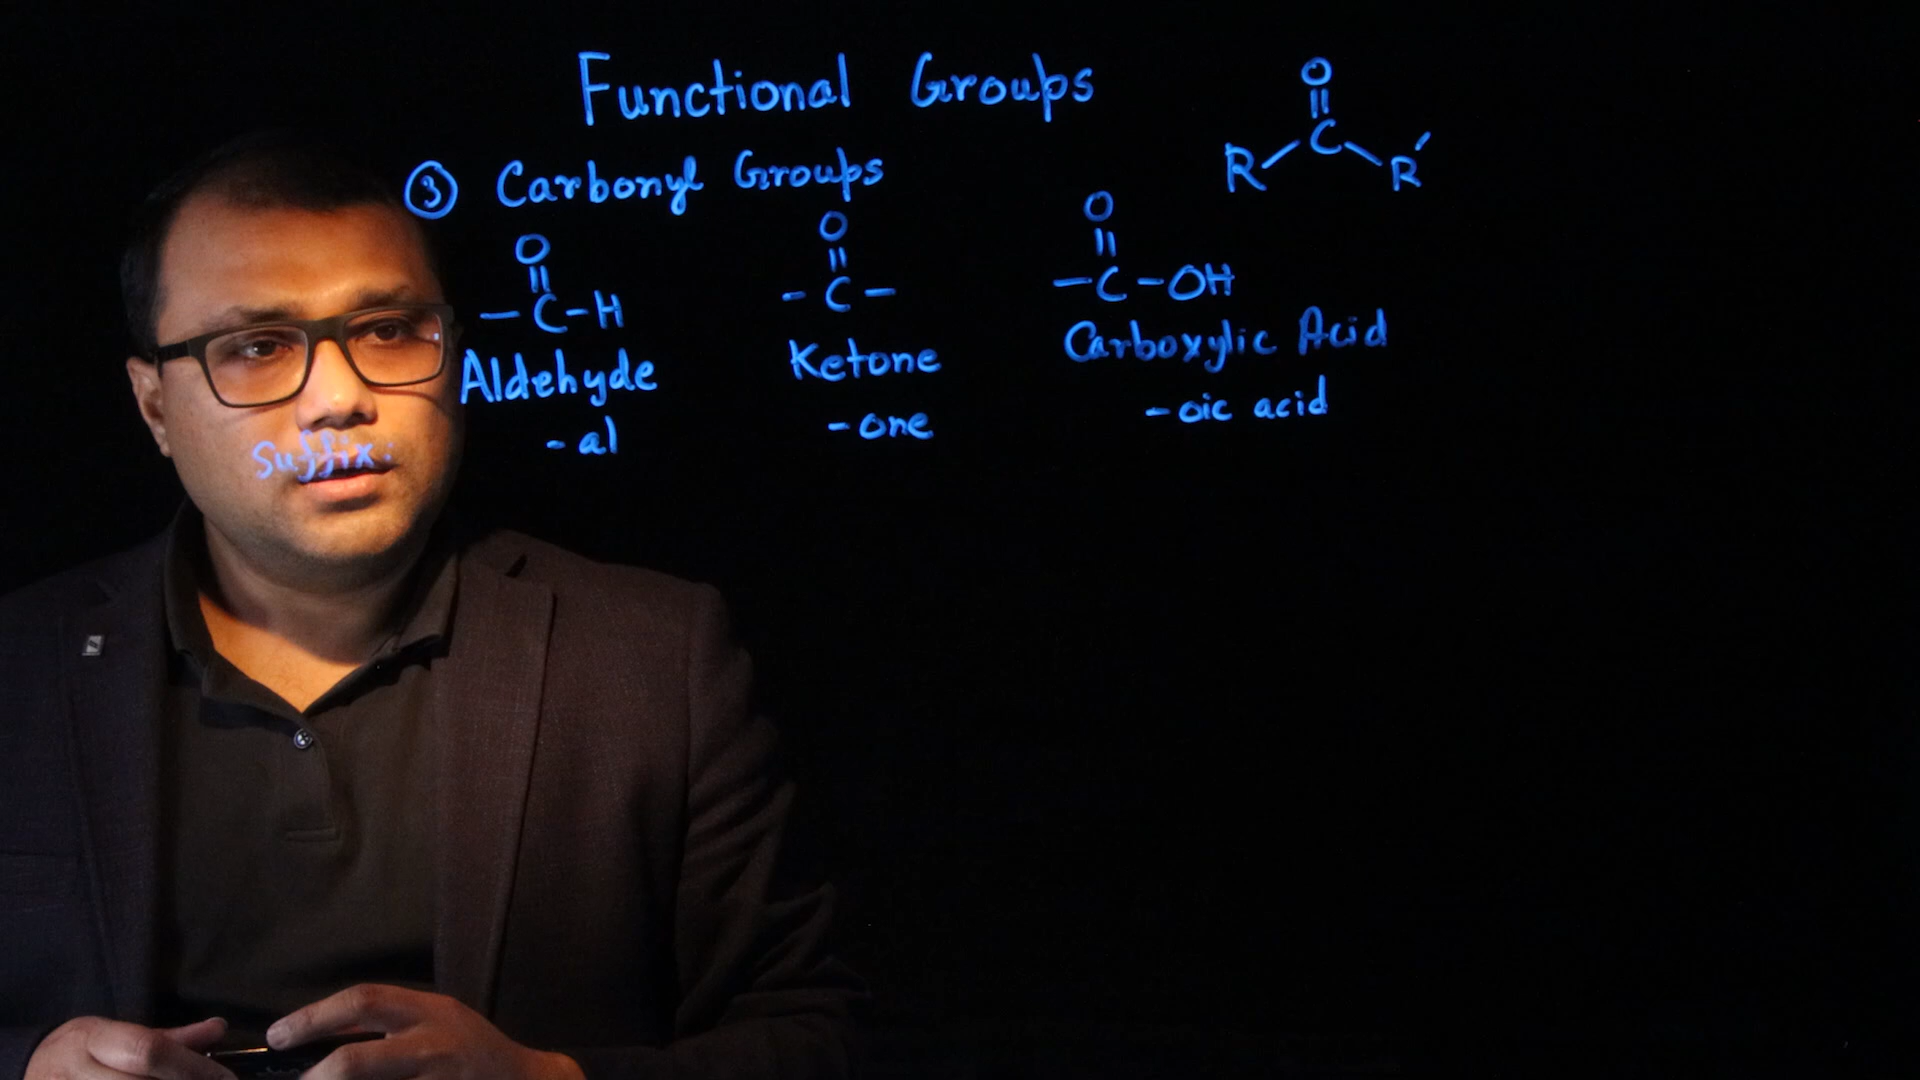 Functional Groups
O
||
R-C-R'
③ Carbonyl Groups
O
||
-C-H
Aldehyde
O
||
-C-
Ketone
O
||
-C-OH
Carboxylic Acid
Suffix: -al -one -oic acid